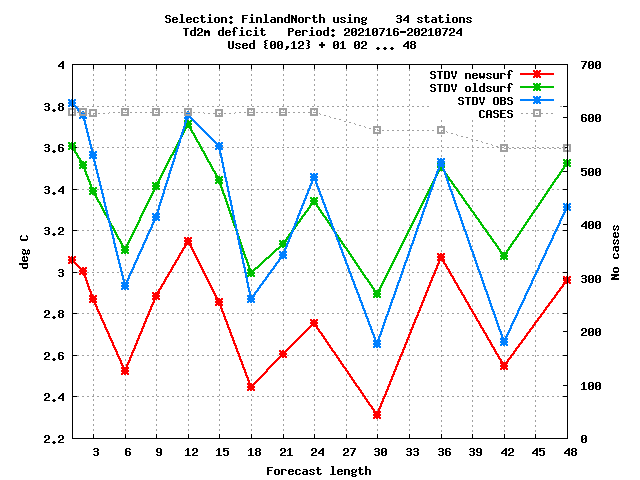 Selection: FinlandNorth using    34 stations
Td2m deficit   Period: 20210716-20210724
Used {00,12} + 01 02 ... 48
STDV newsurf
STDV oldsurf
STDV OBS
CASES
deg C
4
3,8
3,6
3,4
3,2
3
2,8
2,6
2,4
2,2
No cases
700
600
500
400
300
200
100
0
3 6 9 12 15 18 21 24 27 30 33 36 39 42 45 48
Forecast length